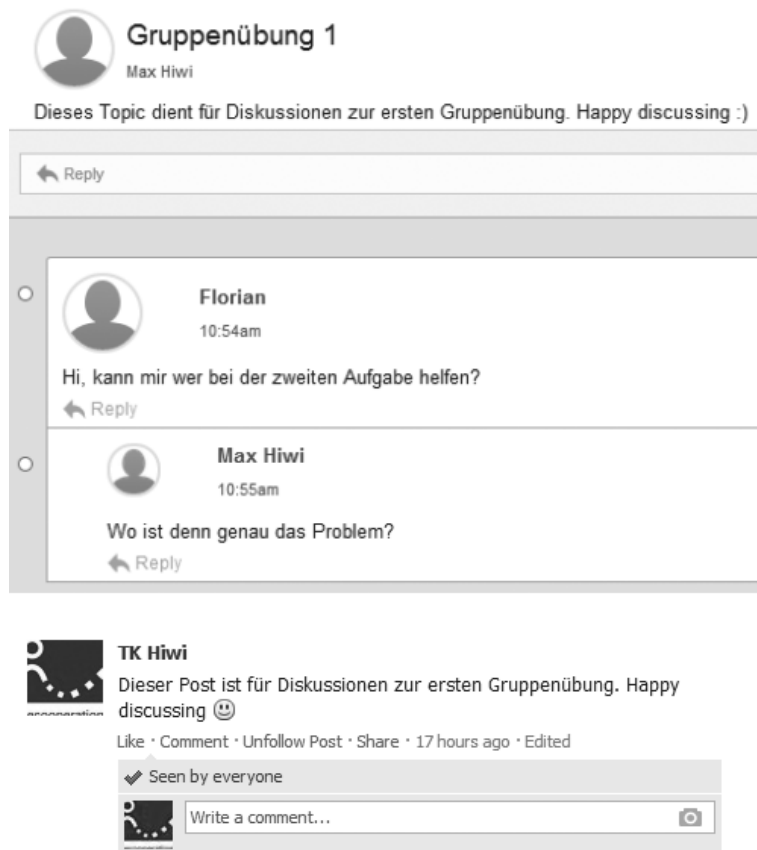 Gruppenübung 1
Max Hiwi
Dieses Topic dient für Diskussionen zur ersten Gruppenübung. Happy discussing :)
Reply
Florian
10:54am
Hi, kann mir wer bei der zweiten Aufgabe helfen?
Reply
Max Hiwi
10:55am
Wo ist denn genau das Problem?
Reply
TK Hiwi
Dieser Post ist für Diskussionen zur ersten Gruppenübung. Happy
discussing
Like · Comment · Unfollow Post · Share · 17 hours ago · Edited
Seen by everyone
Write a comment...